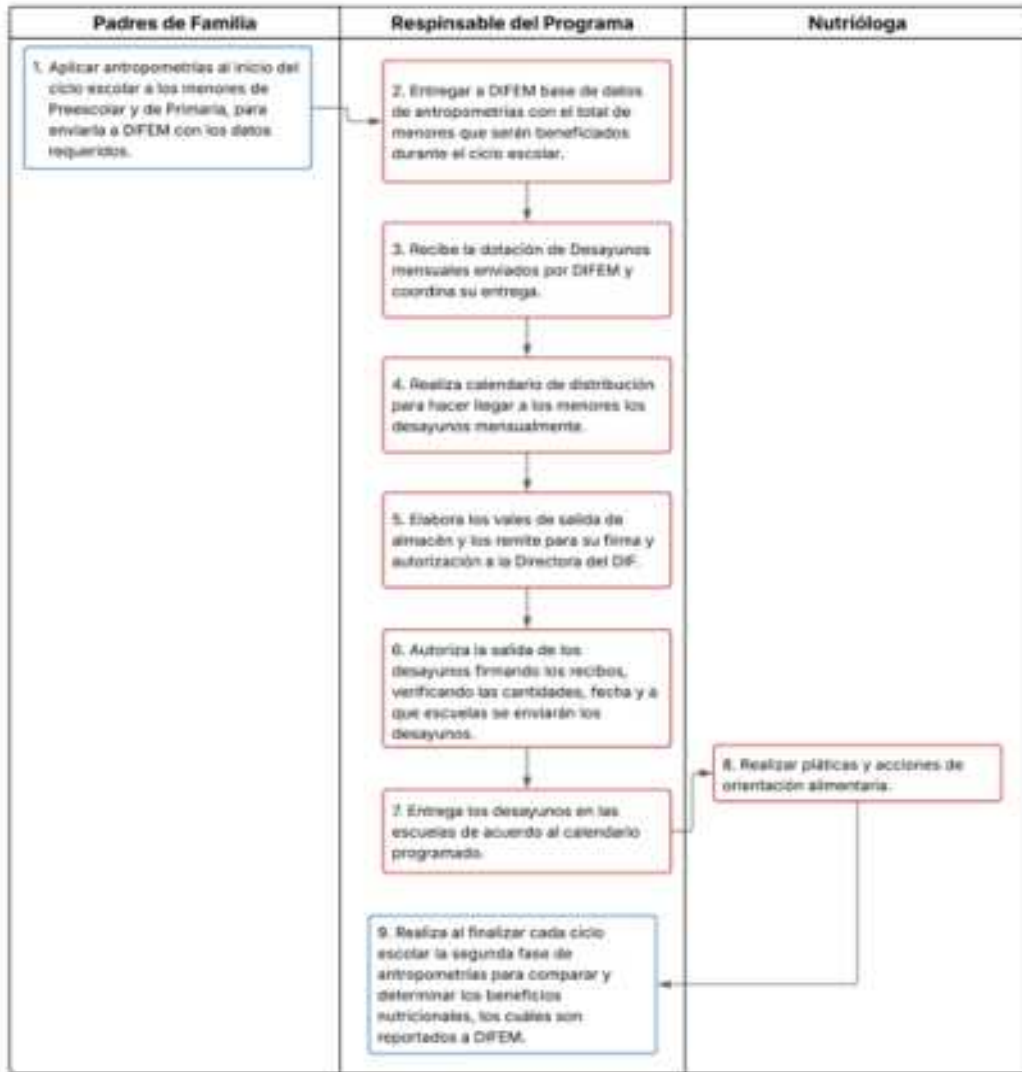 Padres de Familia
Respinsable del Programa
Nutrióloga
1. Aplicar antropometrías al inicio del
ciclo escolar a los menores de
Preescolar y de Primaria, para
enviarla a DIFEM con los datos
requeridos.
2. Entregar a DIFEM base de datos
de antropometrías con el total de
menores que serán beneficiados
durante el ciclo escolar.
3. Recibe la dotación de Desayunos
mensuales enviados por DIFEM y
coordina su entrega.
4. Realiza calendario de distribución
para hacer llegar a los menores los
desayunos mensualmente.
5. Elabora los vales de salida de
almacén y los remite para su firma y
autorización a la Directora del DIF.
6. Autoriza la salida de los
desayunos firmando los recibos,
verificando las cantidades, fecha y a
que escuelas se enviarán los
desayunos.
7. Entrega los desayunos en las
escuelas de acuerdo al calendario
programado.
8. Realizar pláticas y acciones de
orientación alimentaria.
9. Realiza al finalizar cada ciclo
escolar la segunda fase de
antropometrías para comparar y
determinar los beneficios
nutricionales, los cuáles son
reportados a DIFEM.